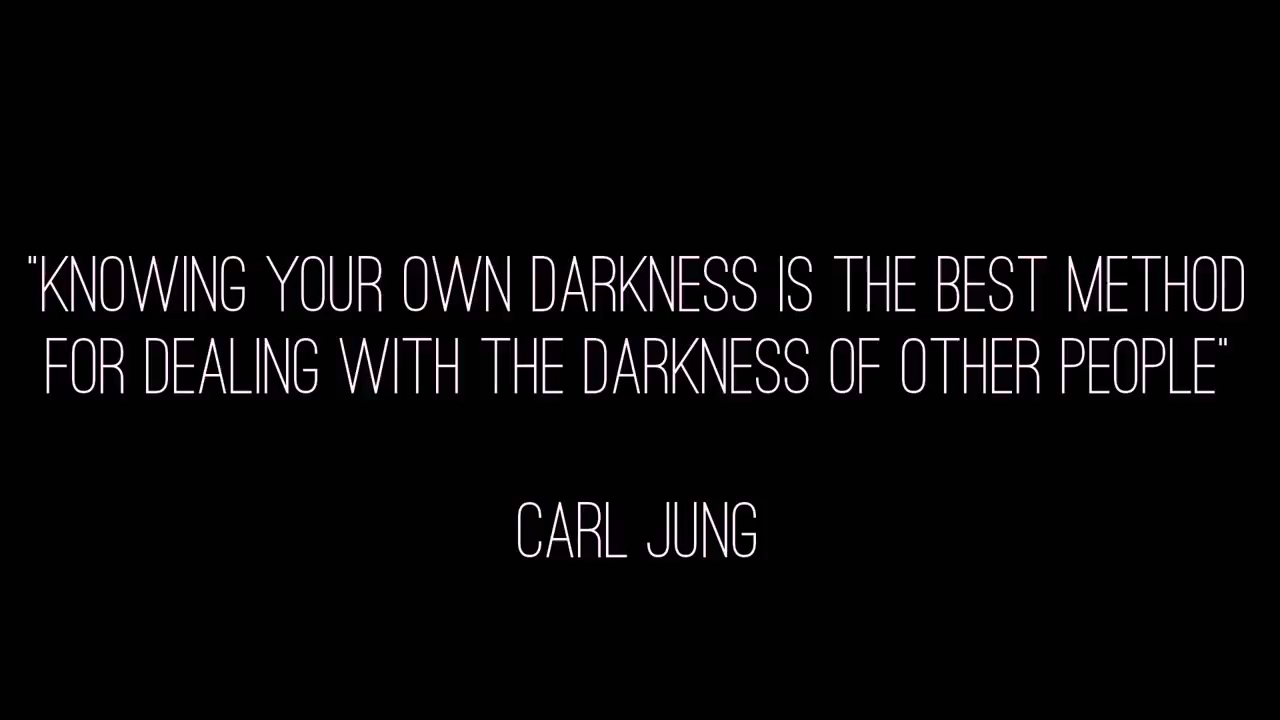 "KNOWING YOUR OWN DARKNESS IS THE BEST METHOD
FOR DEALING WITH THE DARKNESS OF OTHER PEOPLE"
CARL JUNG